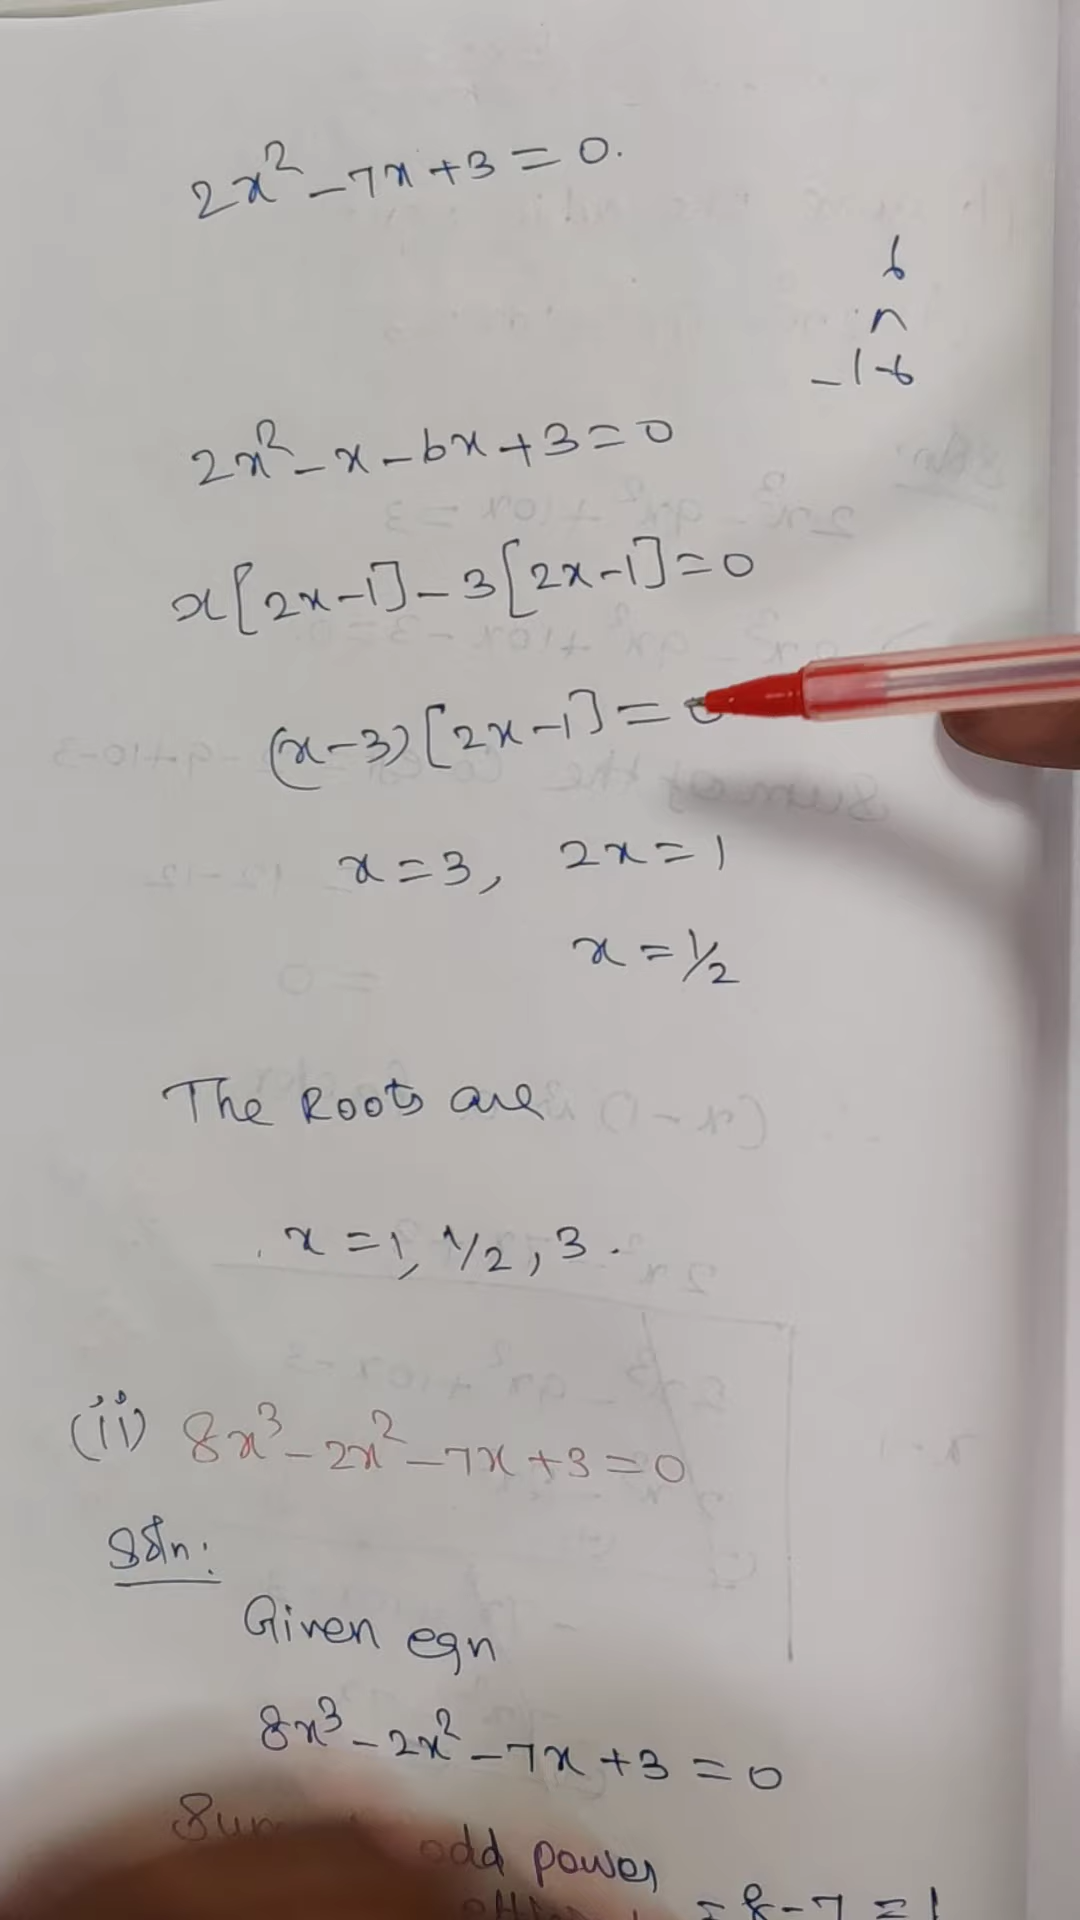 2x² - 7x + 3 = 0.
6
n
-1 -6
2x² - x - 6x + 3 = 0
x[2x-1] - 3[2x-1] = 0
(x-3)[2x-1] = 0
x = 3, 2x = 1
x = 1/2
The Roots are
x = 1, 1/2, 3.
(ii) 8x³ - 2x² - 7x + 3 = 0
Soln:
Given eqn
8x³ - 2x² - 7x + 3 = 0
odd power
= 8 - 7 = 1